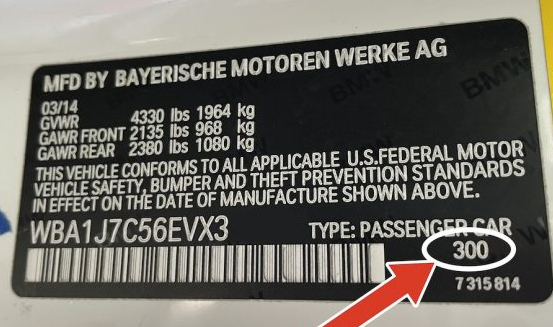 MFD BY BAYERISCHE MOTOREN WERKE AG
03/14
GVWR 4330 lbs 1964 kg
GAWR FRONT 2135 lbs 968 kg
GAWR REAR 2380 lbs 1080 kg
THIS VEHICLE CONFORMS TO ALL APPLICABLE U.S.FEDERAL MOTOR
VEHICLE SAFETY, BUMPER AND THEFT PREVENTION STANDARDS
IN EFFECT ON THE DATE OF MANUFACTURE SHOWN ABOVE.
WBA1J7C56EVX3 TYPE: PASSENGER CAR
300
7 315 814